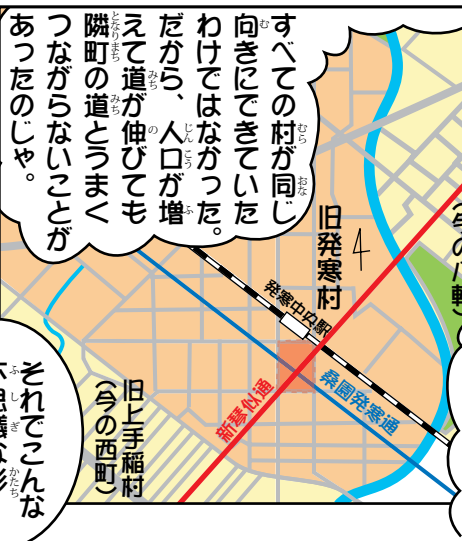 すべての村が同じ
向きにできていた
わけではなかった。
だから、人口が増
えて道が伸びても
隣町の道とうまく
つながらないことが
あったのじゃ。
旧発寒村
4
発寒中央駅
桑園発寒通
新琴似通
旧上手稲村
(今の西町)
それでこんな